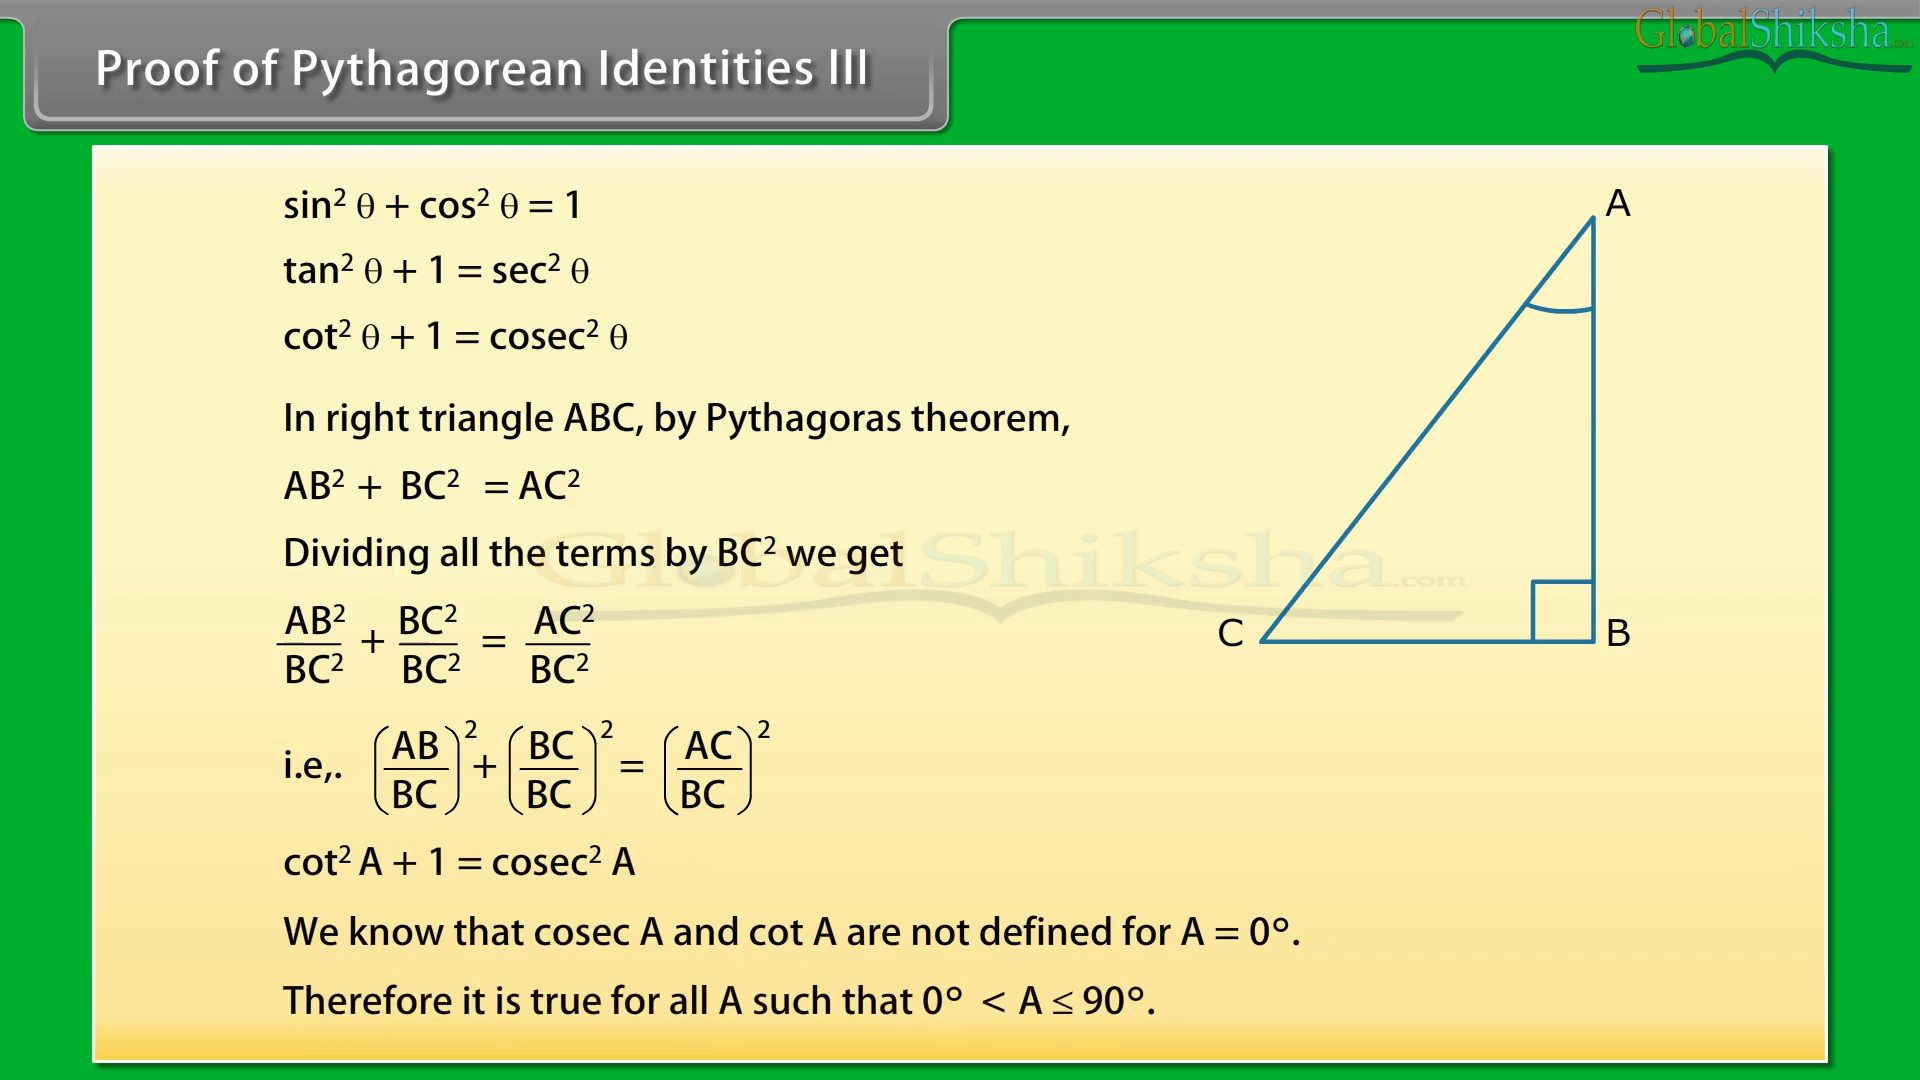 GlobalShiksha.com
Proof of Pythagorean Identities III
sin² θ + cos² θ = 1
tan² θ + 1 = sec² θ
cot² θ + 1 = cosec² θ
In right triangle ABC, by Pythagoras theorem,
AB² + BC² = AC²
Dividing all the terms by BC² we get
AB²/BC² + BC²/BC² = AC²/BC²
i.e,. (AB/BC)² + (BC/BC)² = (AC/BC)²
cot² A + 1 = cosec² A
We know that cosec A and cot A are not defined for A = 0°.
Therefore it is true for all A such that 0° < A ≤ 90°.
A
C
B
GlobalShiksha.com